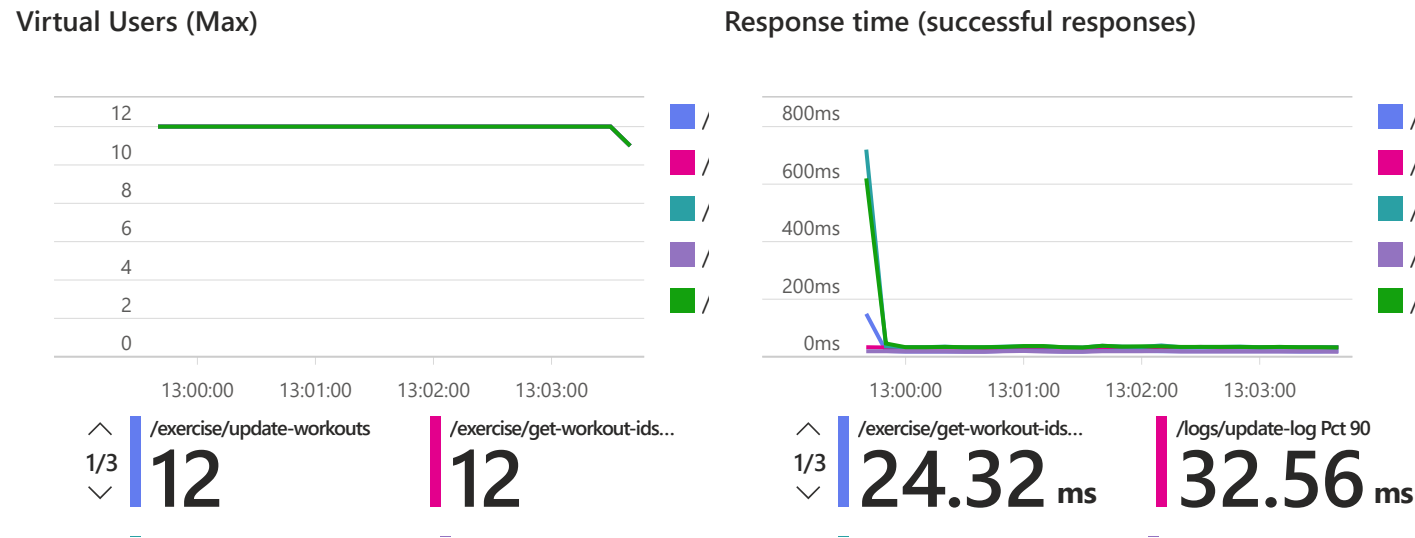 Virtual Users (Max)
12
10
8
6
4
2
0
13:00:00 13:01:00 13:02:00 13:03:00
/
/
/
/
/
1/3
/exercise/update-workouts
12
/exercise/get-workout-ids...
12
Response time (successful responses)
800ms
600ms
400ms
200ms
0ms
13:00:00 13:01:00 13:02:00 13:03:00
/
/
/
/
/
1/3
/exercise/get-workout-ids...
24.32 ms
/logs/update-log Pct 90
32.56 ms